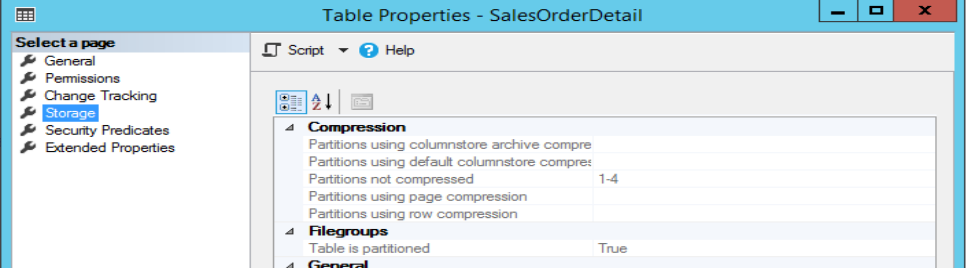 Table Properties - SalesOrderDetail
Select a page
General
Permissions
Change Tracking
Storage
Security Predicates
Extended Properties
Script
Help
Compression
Partitions using columnstore archive compre
Partitions using default columnstore compres
Partitions not compressed 1-4
Partitions using page compression
Partitions using row compression
Filegroups
Table is partitioned True
General